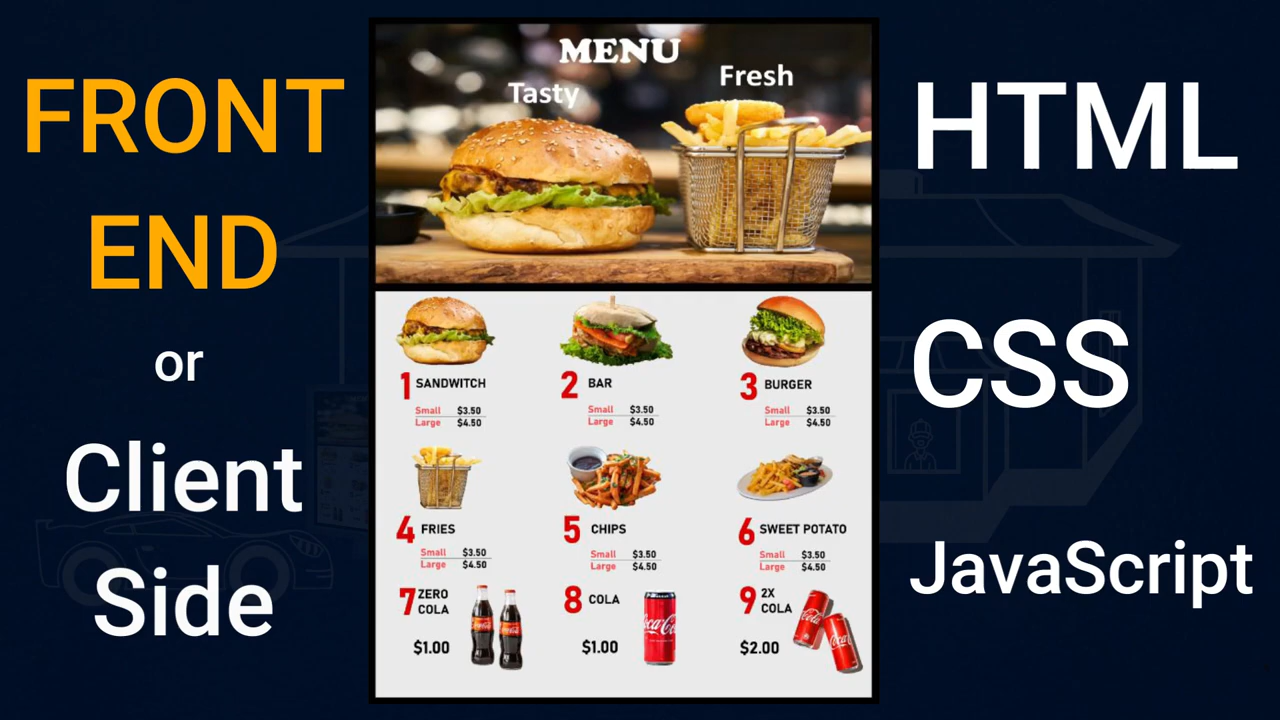 FRONT
END
or
Client
Side
MENU
Tasty
Fresh
1 SANDWITCH
Small $3.50
Large $4.50
2 BAR
Small $3.50
Large $4.50
3 BURGER
Small $3.50
Large $4.50
4 FRIES
Small $3.50
Large $4.50
5 CHIPS
Small $3.50
Large $4.50
6 SWEET POTATO
Small $3.50
Large $4.50
7 ZERO
COLA
$1.00
8 COLA
$1.00
Coca-Cola
9 2X
COLA
$2.00
HTML
CSS
JavaScript